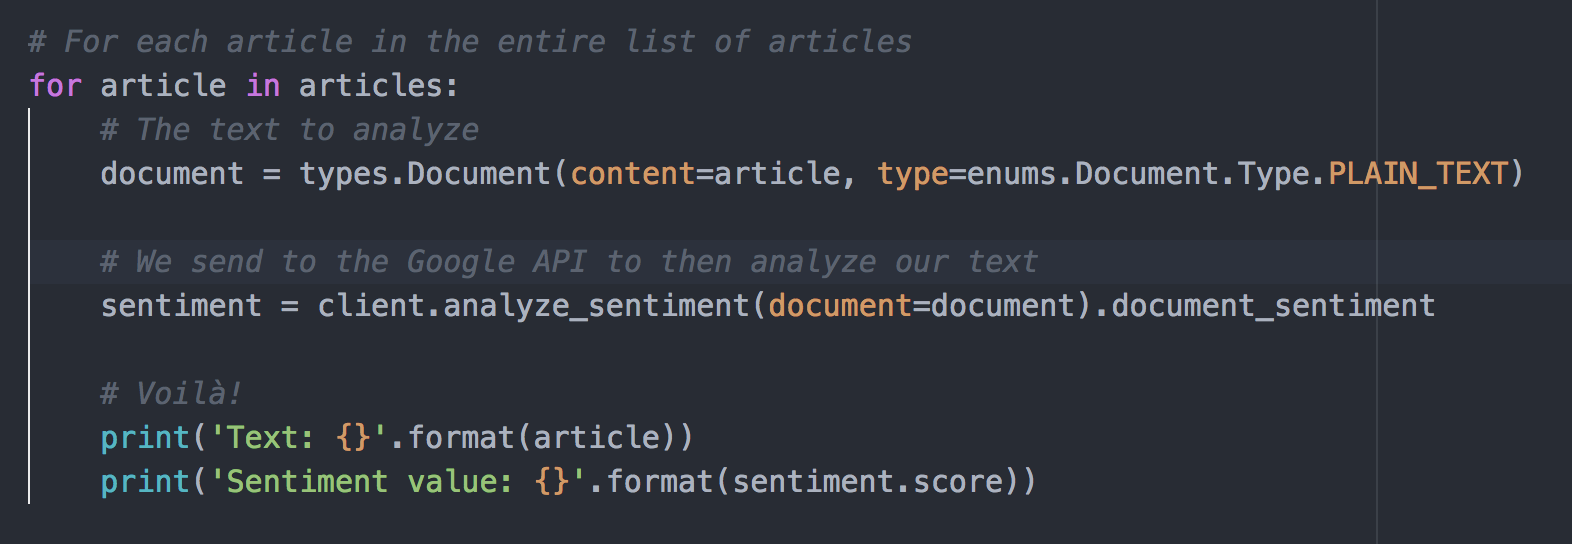 # For each article in the entire list of articles
for article in articles:
    # The text to analyze
    document = types.Document(content=article, type=enums.Document.Type.PLAIN_TEXT)
    # We send to the Google API to then analyze our text
    sentiment = client.analyze_sentiment(document=document).document_sentiment
    # Voilà!
    print('Text: {}'.format(article))
    print('Sentiment value: {}'.format(sentiment.score))